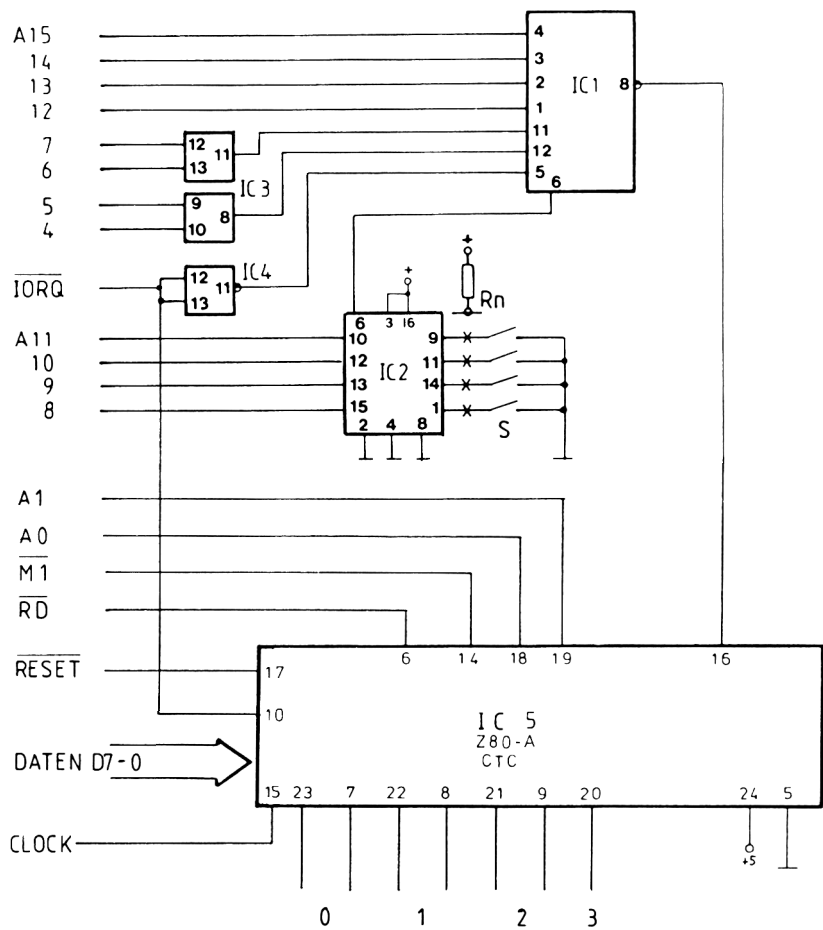 A15 4
14 3
13 2 IC1 8
12 1
7 12 11 11
6 13 IC3 12
5 9 8 5
4 10 6
IORQ 12 11 IC4
13
+ +
Rn
6 3 16
A11 10 9
10 12 IC2 11
9 13 14
8 15 1
2 4 8 S
A1
A0
M1
RD
6 14 18 19 16
RESET 17
10
IC 5
Z80-A
CTC
DATEN D7-0
15 23 7 22 8 21 9 20 24 5
CLOCK
+5
0 1 2 3